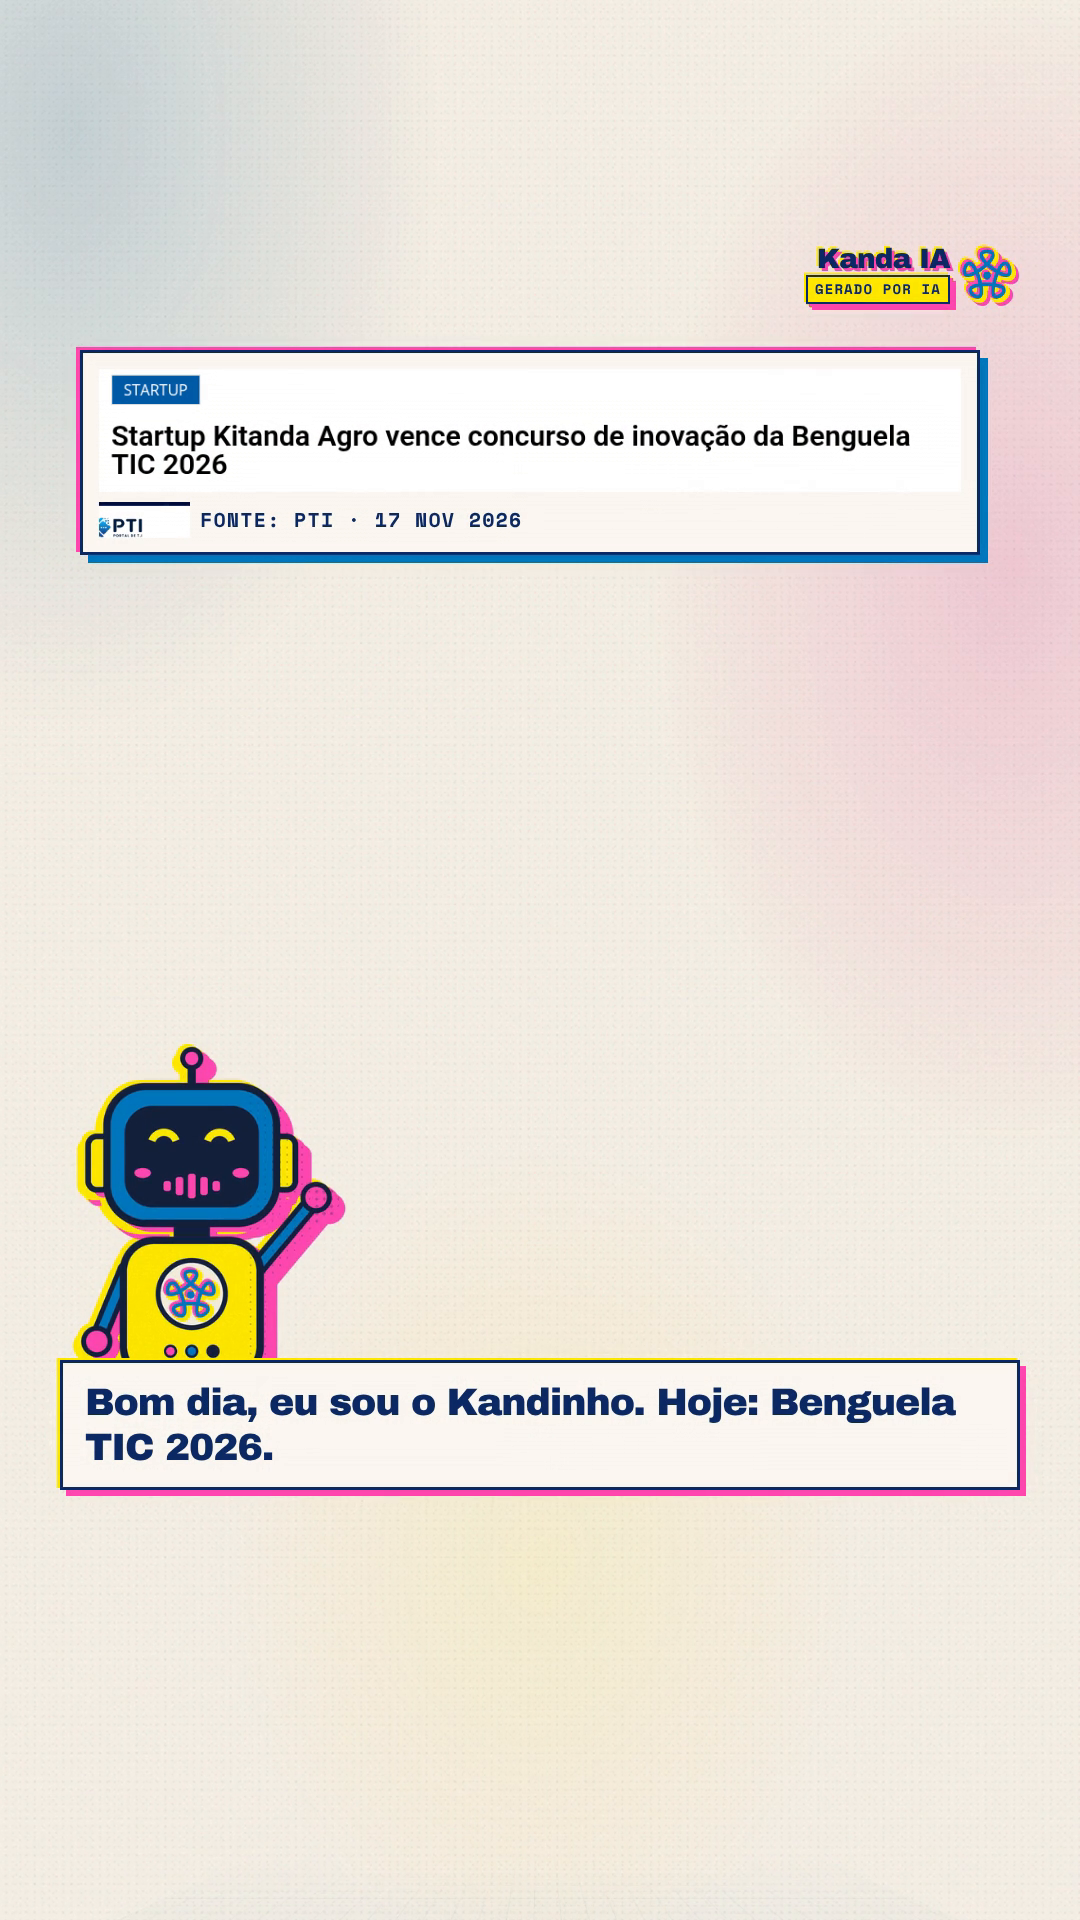 Kanda IA
GERADO POR IA
STARTUP
Startup Kitanda Agro vence concurso de inovação da Benguela
TIC 2026
PTI
FONTE: PTI · 17 NOV 2026
Bom dia, eu sou o Kandinho. Hoje: Benguela
TIC 2026.